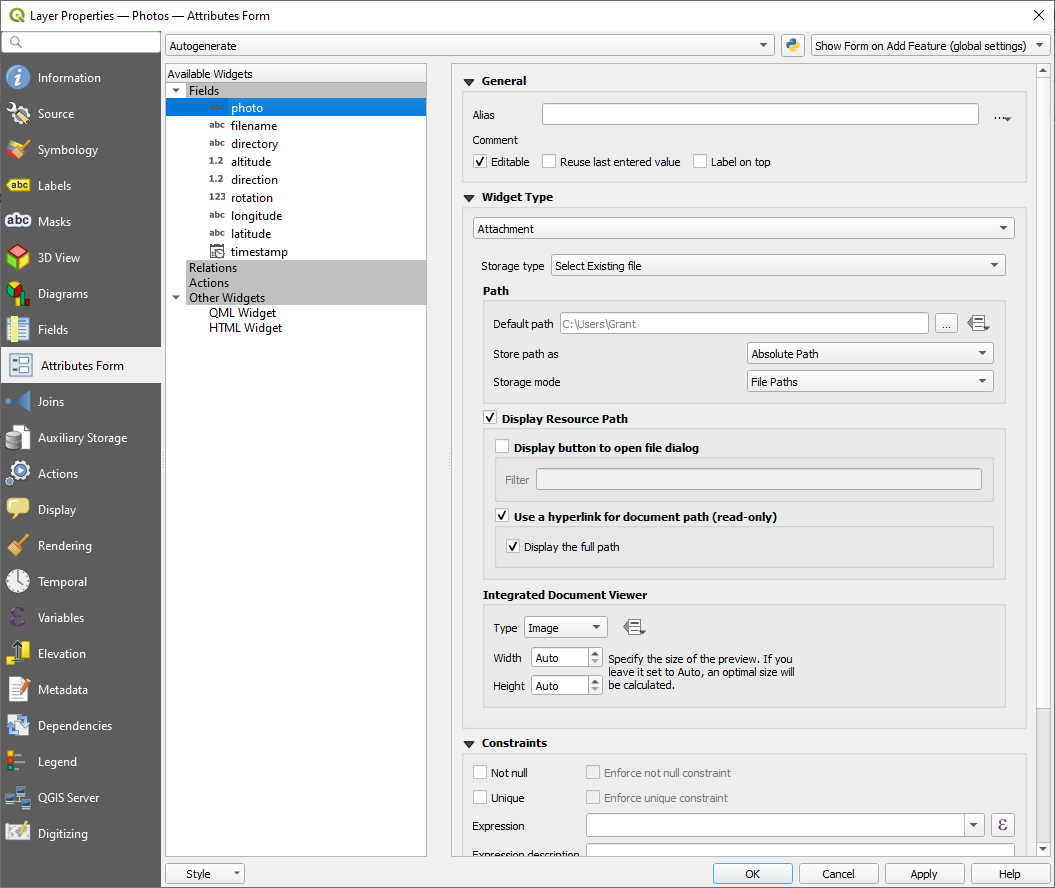 Layer Properties — Photos — Attributes Form
Autogenerate
Show Form on Add Feature (global settings)
Information
Source
Symbology
abc Labels
abc Masks
3D View
Diagrams
Fields
Attributes Form
Joins
Auxiliary Storage
Actions
Display
Rendering
Temporal
ε Variables
Elevation
Metadata
Dependencies
Legend
QGIS Server
Digitizing
Available Widgets
Fields
abc photo
abc filename
abc directory
1.2 altitude
1.2 direction
123 rotation
abc longitude
abc latitude
timestamp
Relations
Actions
Other Widgets
QML Widget
HTML Widget
General
Alias
...
Comment
Editable
Reuse last entered value
Label on top
Widget Type
Attachment
Storage type Select Existing file
Path
Default path C:\Users\Grant ...
Store path as Absolute Path
Storage mode File Paths
Display Resource Path
Display button to open file dialog
Filter
Use a hyperlink for document path (read-only)
Display the full path
Integrated Document Viewer
Type Image
Width Auto
Height Auto
Specify the size of the preview. If you
leave it set to Auto, an optimal size will
be calculated.
Constraints
Not null Enforce not null constraint
Unique Enforce unique constraint
Expression ε
Expression description
Style
OK
Cancel
Apply
Help